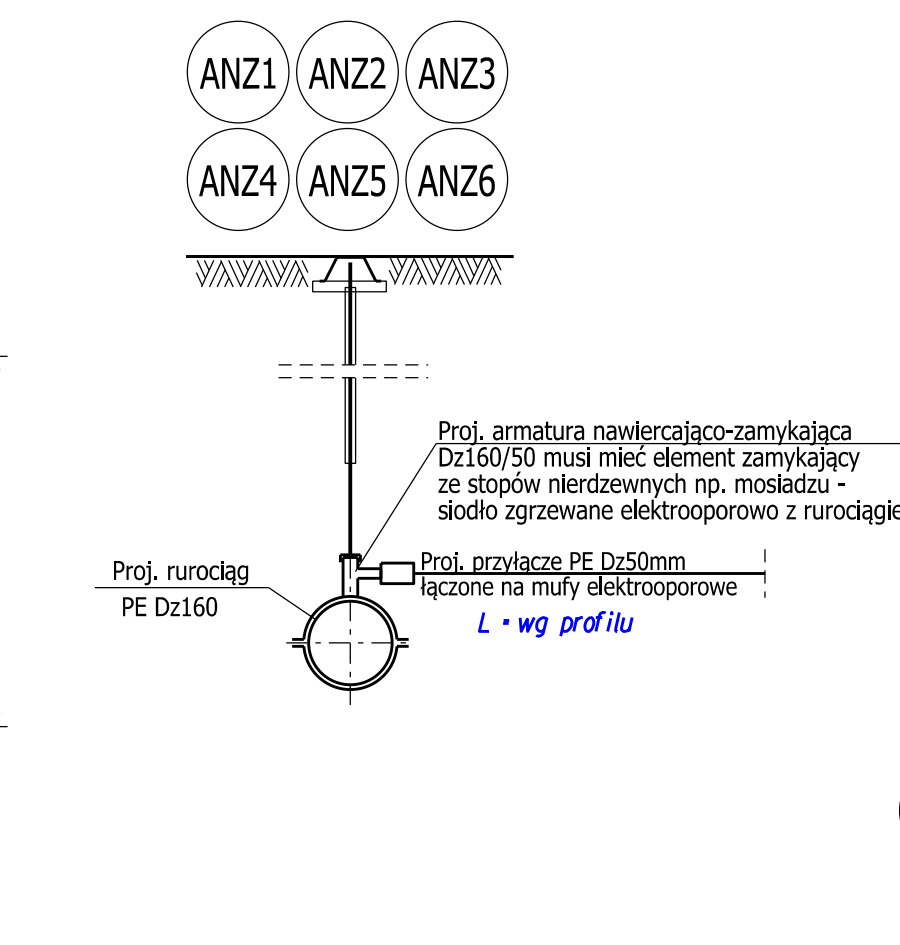 ANZ1 ANZ2 ANZ3
ANZ4 ANZ5 ANZ6
Proj. armatura nawiercająco-zamykająca
Dz160/50 musi mieć element zamykający
ze stopów nierdzewnych np. mosiadzu -
siodło zgrzewane elektrooporowo z rurociągie
Proj. przyłącze PE Dz50mm
łączone na mufy elektrooporowe
L = wg profilu
Proj. rurociąg
PE Dz160